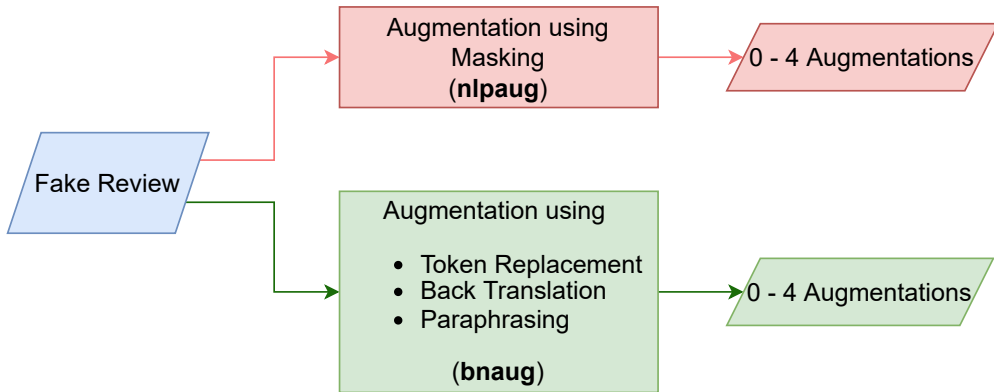 Fake Review
Augmentation using
Masking
(nlpaug)
0 - 4 Augmentations
Augmentation using
• Token Replacement
• Back Translation
• Paraphrasing
(bnaug)
0 - 4 Augmentations